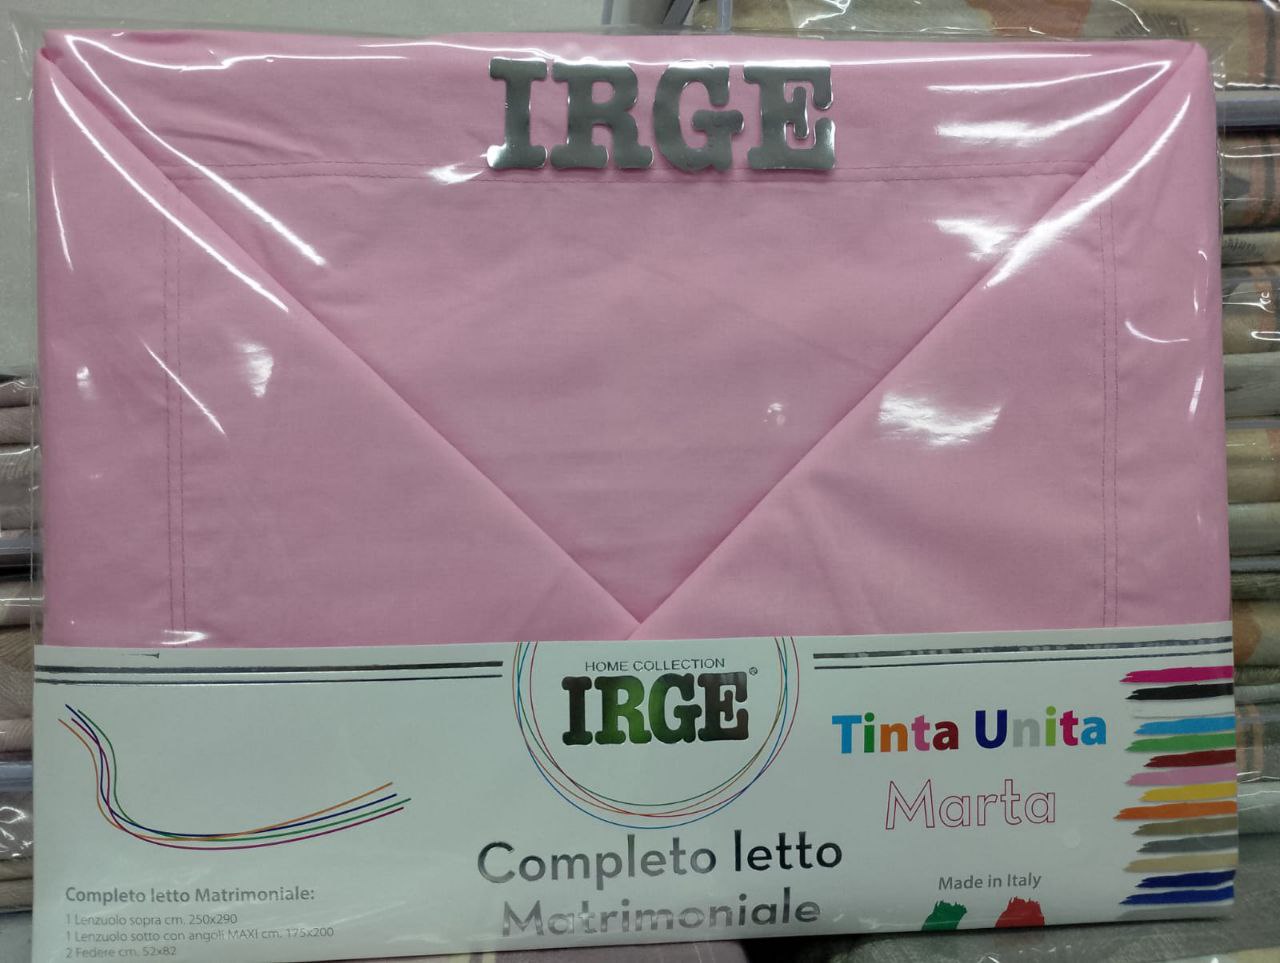 IRGE
HOME COLLECTION
IRGE®
Tinta Unita
Marta
Completo letto
Matrimoniale
Made in Italy
Completo letto Matrimoniale:
1 Lenzuolo sopra cm. 250x290
1 Lenzuolo sotto con angoli MAXI cm. 175x200
2 Federe cm. 52x82